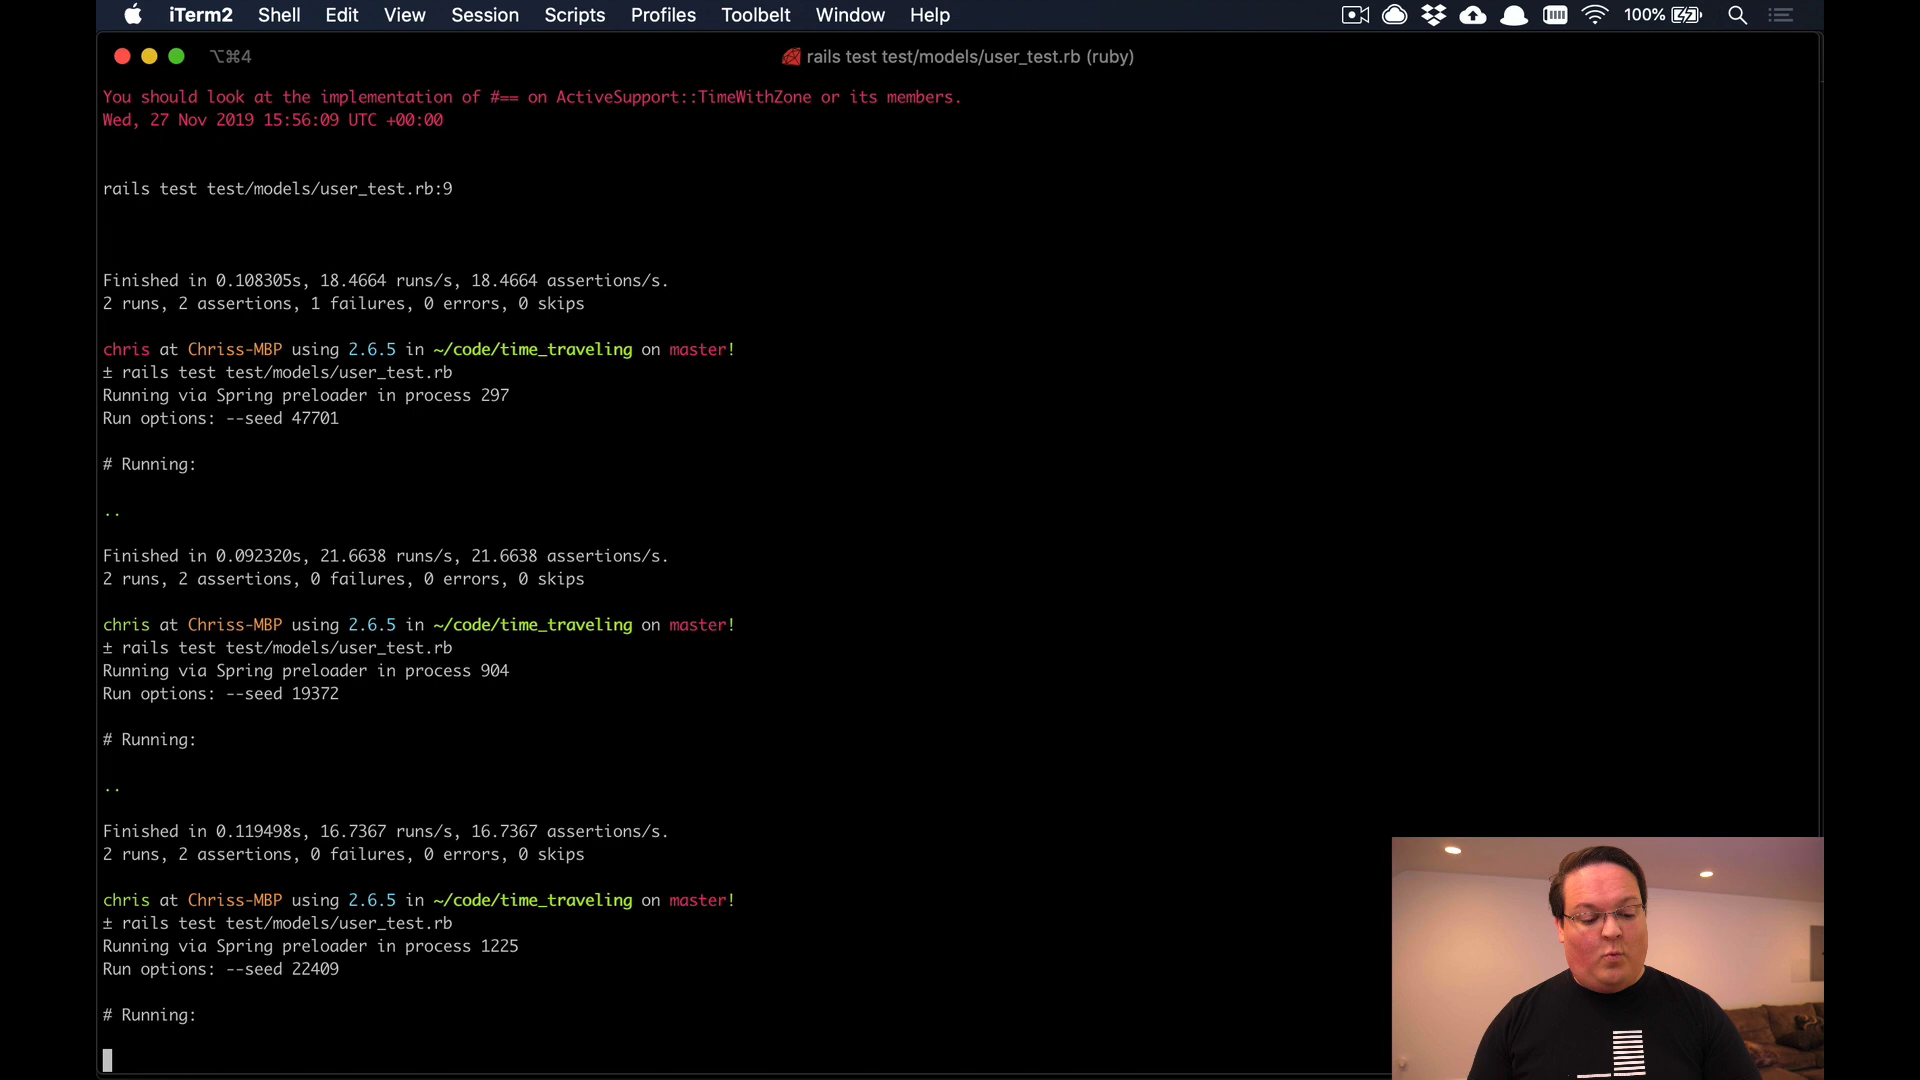 iTerm2 Shell Edit View Session Scripts Profiles Toolbelt Window Help 100%
⌥⌘4 rails test test/models/user_test.rb (ruby)
You should look at the implementation of #== on ActiveSupport::TimeWithZone or its members.
Wed, 27 Nov 2019 15:56:09 UTC +00:00
rails test test/models/user_test.rb:9
Finished in 0.108305s, 18.4664 runs/s, 18.4664 assertions/s.
2 runs, 2 assertions, 1 failures, 0 errors, 0 skips
chris at Chriss-MBP using 2.6.5 in ~/code/time_traveling on master!
± rails test test/models/user_test.rb
Running via Spring preloader in process 297
Run options: --seed 47701
# Running:
..
Finished in 0.092320s, 21.6638 runs/s, 21.6638 assertions/s.
2 runs, 2 assertions, 0 failures, 0 errors, 0 skips
chris at Chriss-MBP using 2.6.5 in ~/code/time_traveling on master!
± rails test test/models/user_test.rb
Running via Spring preloader in process 904
Run options: --seed 19372
# Running:
..
Finished in 0.119498s, 16.7367 runs/s, 16.7367 assertions/s.
2 runs, 2 assertions, 0 failures, 0 errors, 0 skips
chris at Chriss-MBP using 2.6.5 in ~/code/time_traveling on master!
± rails test test/models/user_test.rb
Running via Spring preloader in process 1225
Run options: --seed 22409
# Running: